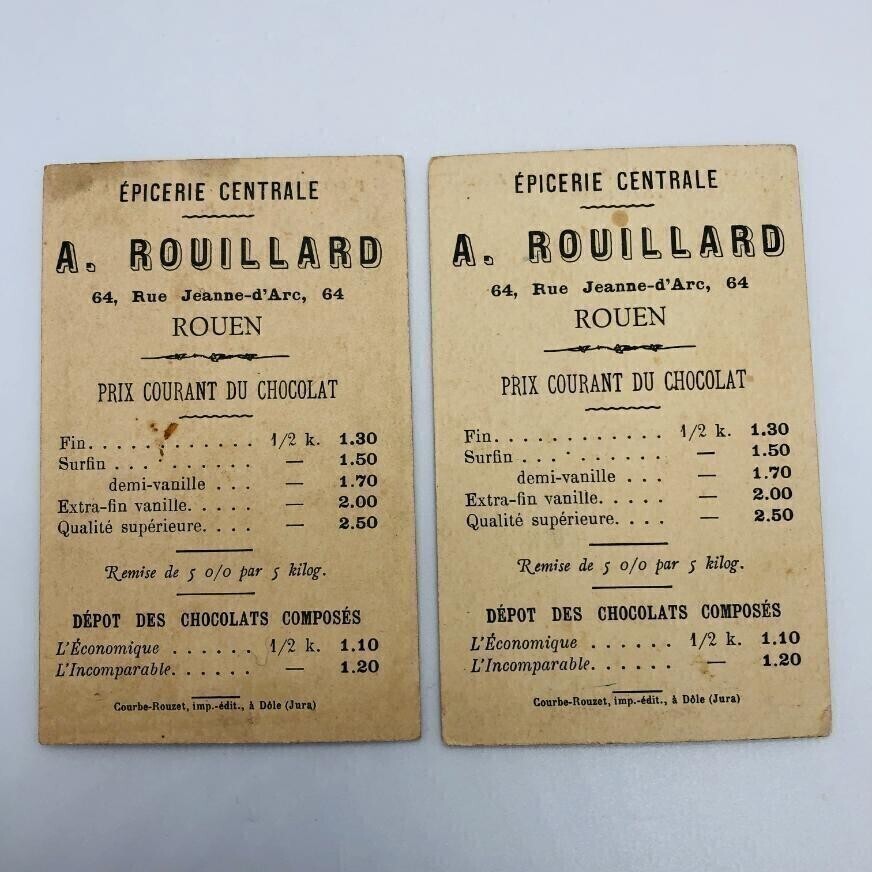 ÉPICERIE CENTRALE
A. ROUILLARD
64, Rue Jeanne-d'Arc, 64
ROUEN
PRIX COURANT DU CHOCOLAT
Fin. . . . . . . . . . . . 1/2 k. 1.30
Surfin . . . . . . . . . — 1.50
demi-vanille . . . — 1.70
Extra-fin vanille. . . . . — 2.00
Qualité supérieure. . . . — 2.50
Remise de 5 0/0 par 5 kilog.
DÉPOT DES CHOCOLATS COMPOSÉS
L'Économique . . . . . . 1/2 k. 1.10
L'Incomparable. . . . . . — 1.20
Courbe-Rouzet, imp.-édit., à Dôle (Jura)
ÉPICERIE CENTRALE
A. ROUILLARD
64, Rue Jeanne-d'Arc, 64
ROUEN
PRIX COURANT DU CHOCOLAT
Fin. . . . . . . . . . . . 1/2 k. 1.30
Surfin . . . . . . . . . — 1.50
demi-vanille . . . — 1.70
Extra-fin vanille. . . . . — 2.00
Qualité supérieure. . . . — 2.50
Remise de 5 0/0 par 5 kilog.
DÉPOT DES CHOCOLATS COMPOSÉS
L'Économique . . . . . . 1/2 k. 1.10
L'Incomparable. . . . . . — 1.20
Courbe-Rouzet, imp.-édit., à Dôle (Jura)